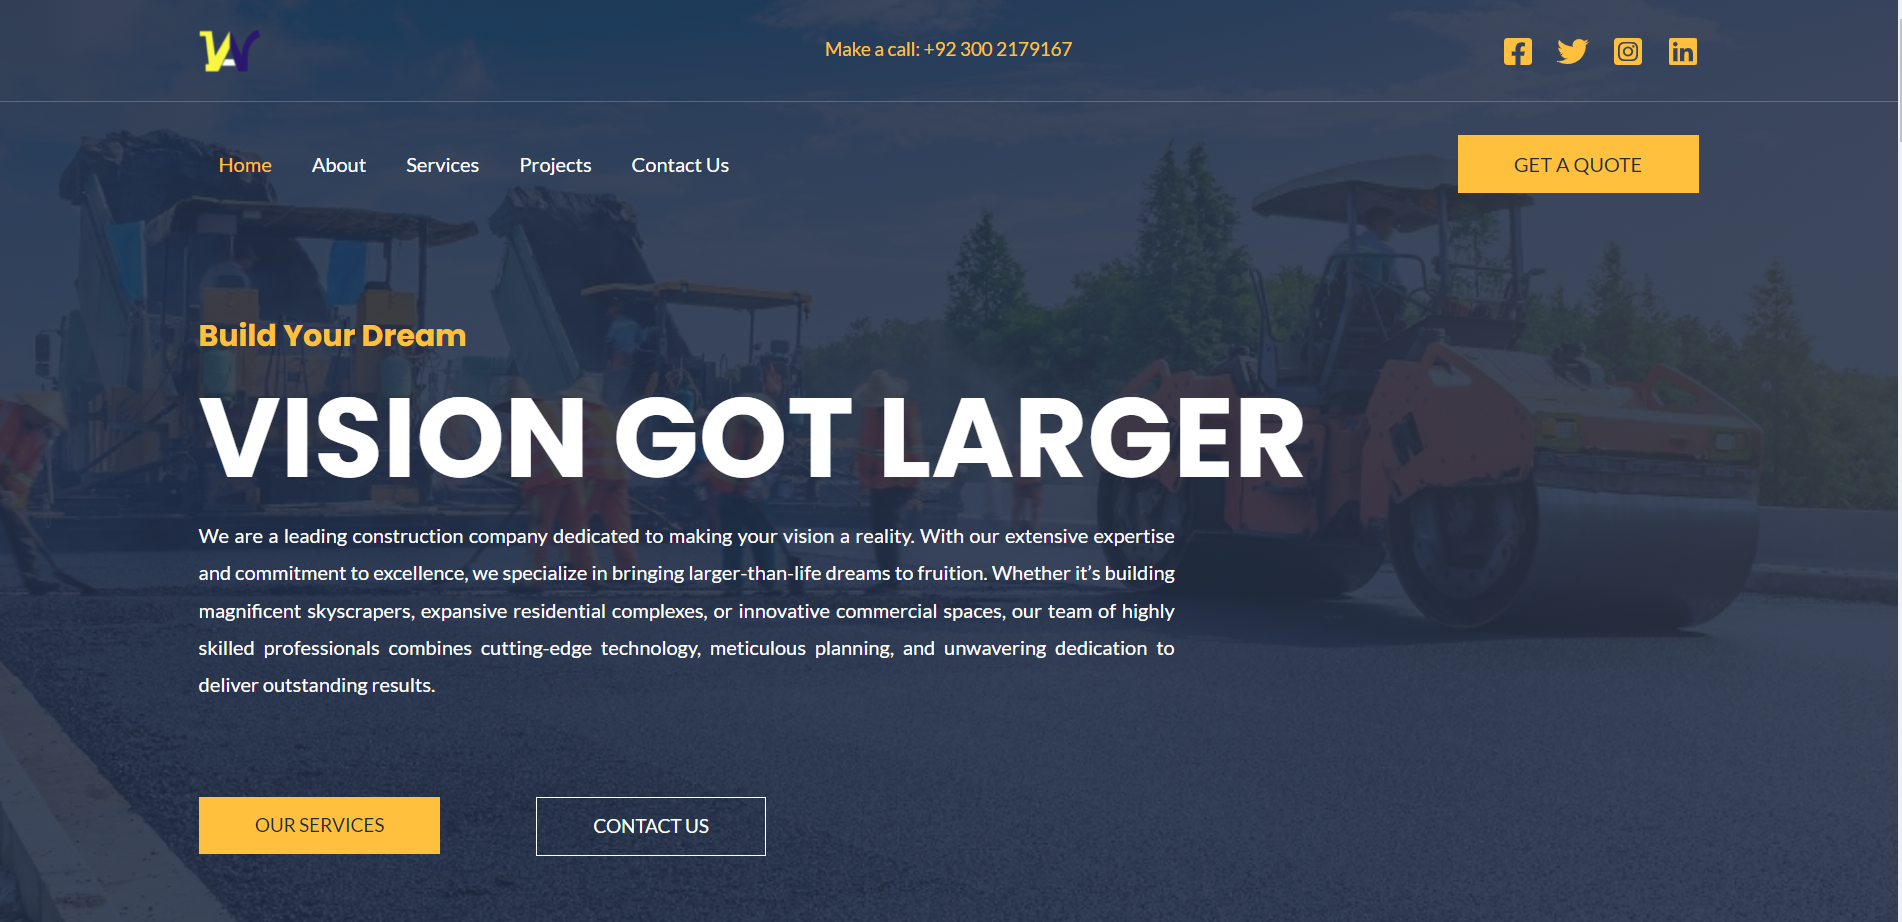 Make a call: +92 300 2179167
Home About Services Projects Contact Us
GET A QUOTE
Build Your Dream
VISION GOT LARGER
We are a leading construction company dedicated to making your vision a reality. With our extensive expertise
and commitment to excellence, we specialize in bringing larger-than-life dreams to fruition. Whether it’s building
magnificent skyscrapers, expansive residential complexes, or innovative commercial spaces, our team of highly
skilled professionals combines cutting-edge technology, meticulous planning, and unwavering dedication to
deliver outstanding results.
OUR SERVICES
CONTACT US